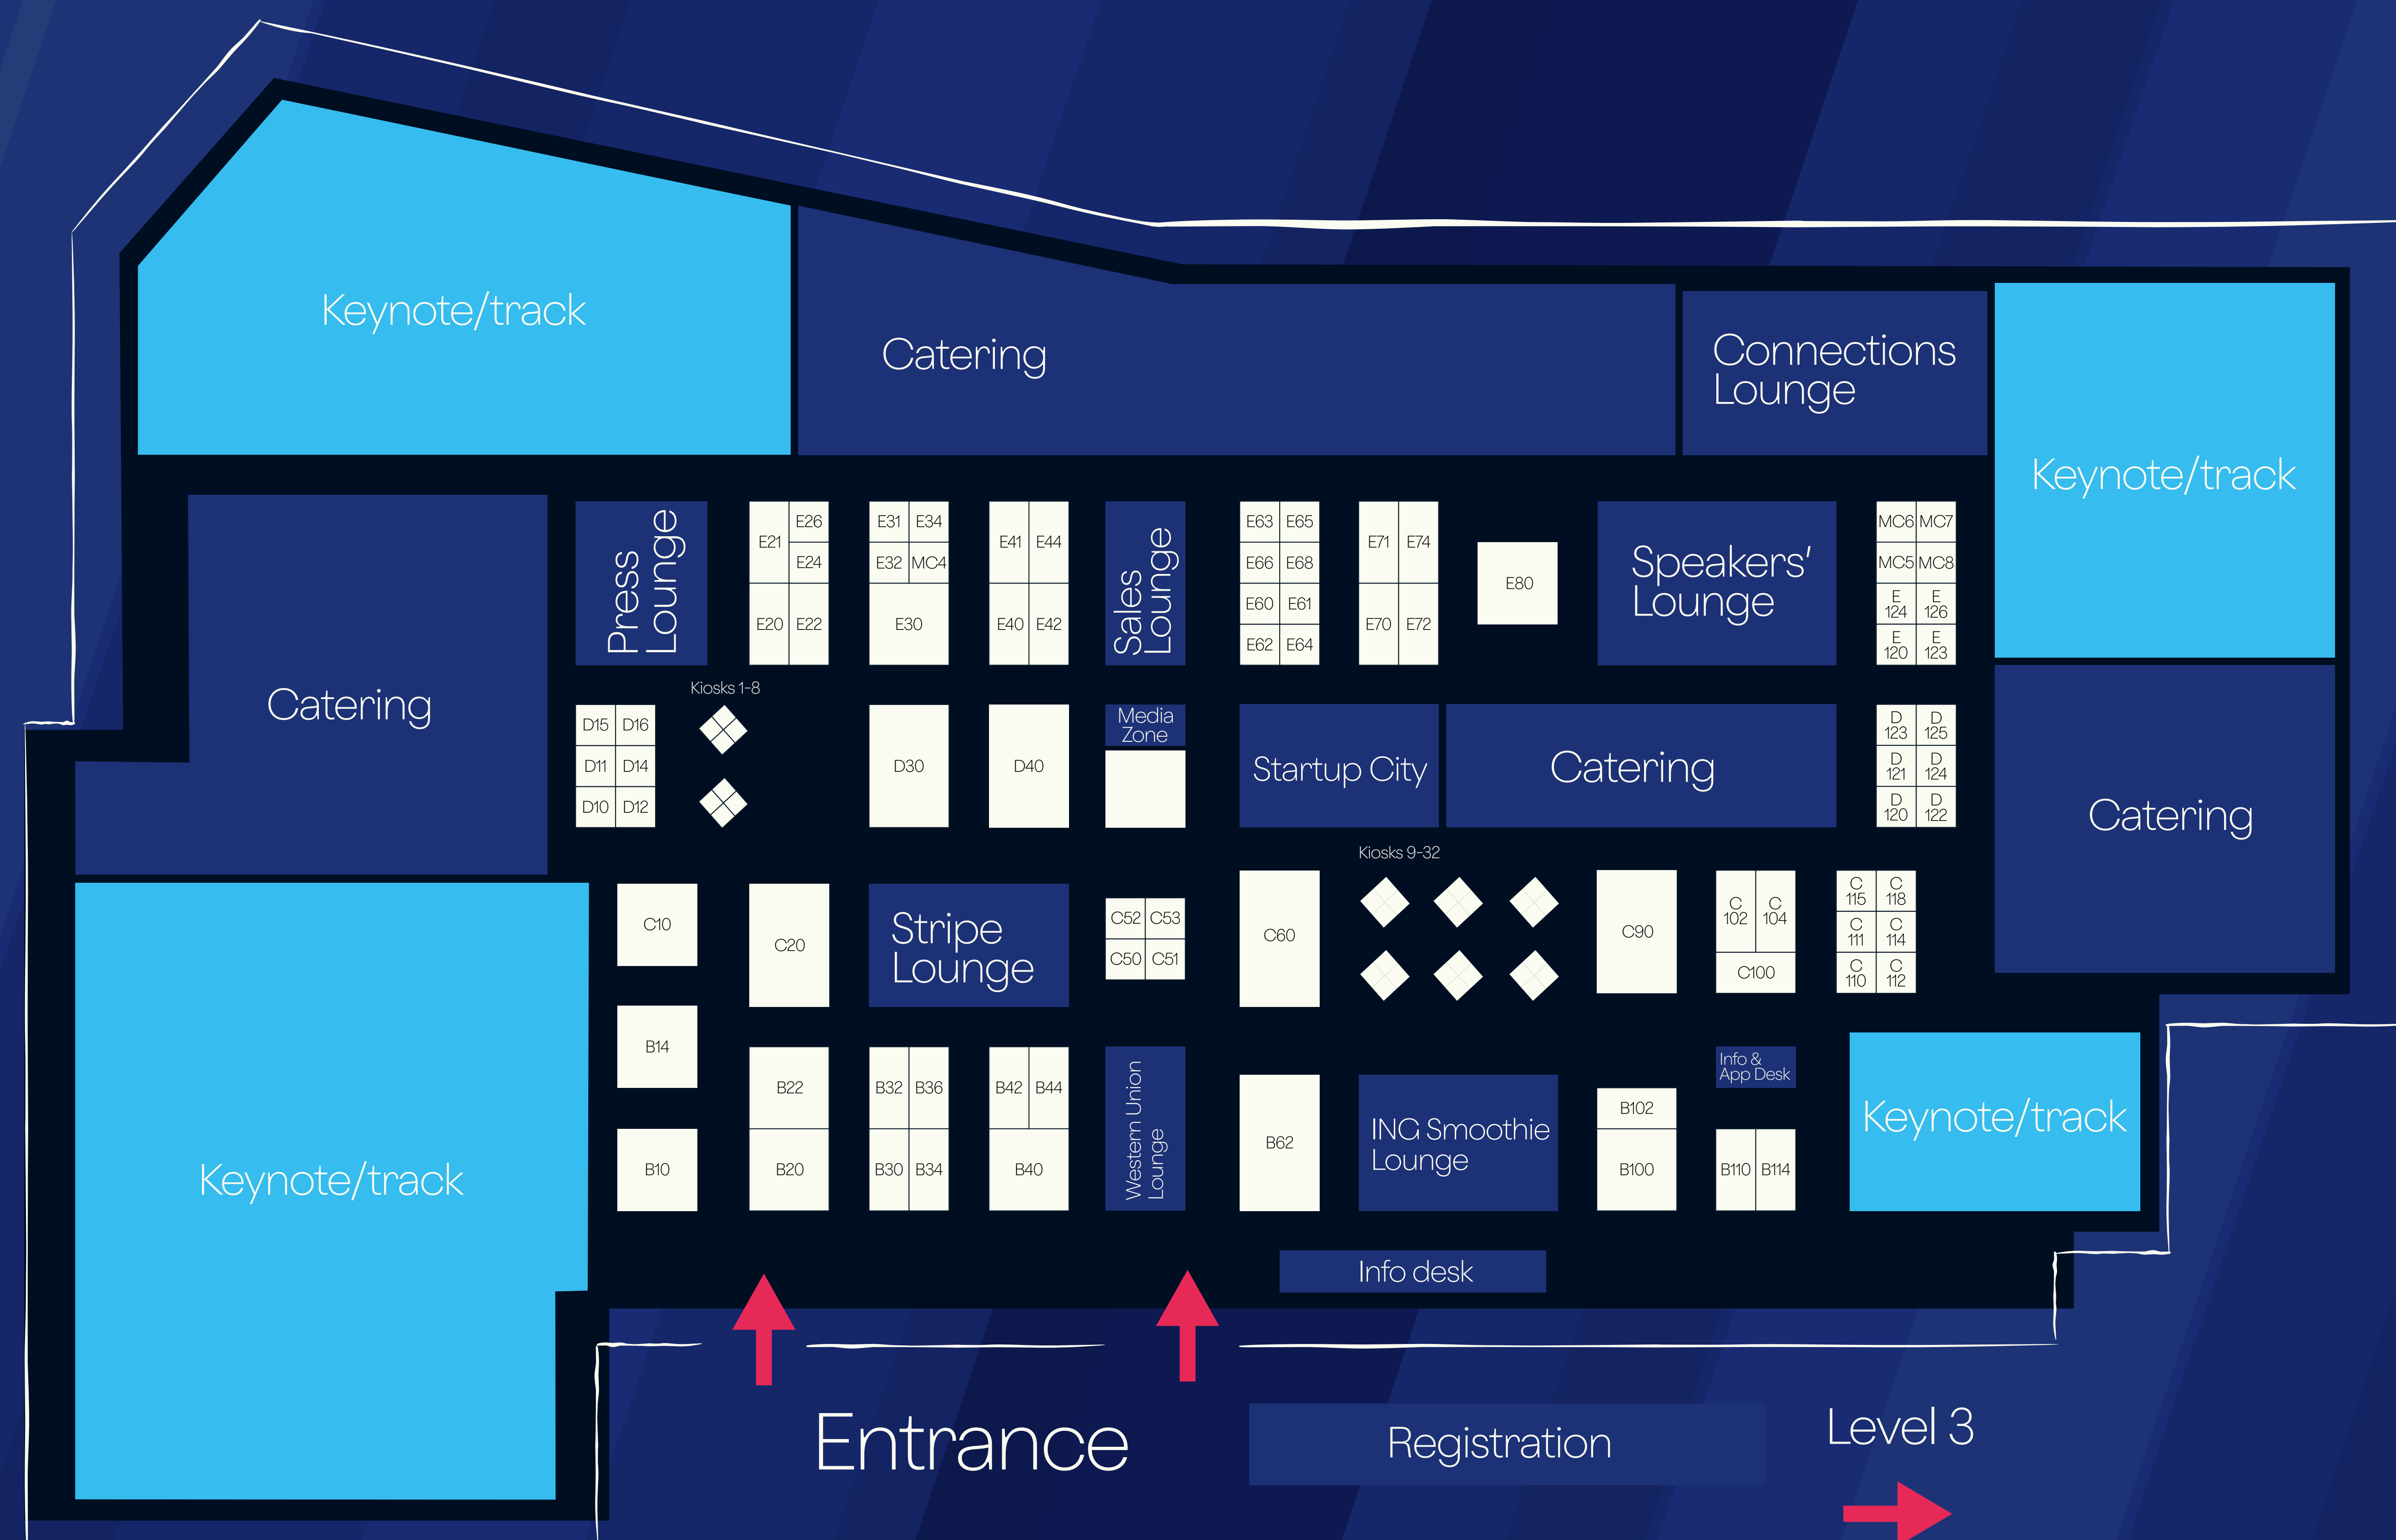 Keynote/track
Catering
Connections
Lounge
Keynote/track
Catering
Press
Lounge
E21
E26
E24
E20
E22
E31
E34
E32
MC4
E30
E41
E44
E40
E42
Sales
Lounge
E63
E65
E66
E68
E60
E61
E62
E64
E71
E74
E70
E72
E80
Speakers'
Lounge
MC6
MC7
MC5
MC8
E
124
E
126
E
120
E
123
Kiosks 1-8
D15
D16
D11
D14
D10
D12
D30
D40
Media
Zone
Startup City
Catering
D
123
D
125
D
121
D
124
D
120
D
122
Catering
Kiosks 9-32
C10
C20
Stripe
Lounge
C52
C53
C50
C51
C60
C90
C
102
C
104
C100
C
115
C
118
C
111
C
114
C
110
C
112
Keynote/track
B14
B10
B22
B20
B32
B36
B30
B34
B42
B44
B40
Western Union
Lounge
B62
ING Smoothie
Lounge
B102
B100
Info &
App Desk
B110
B114
Keynote/track
Info desk
Entrance
Registration
Level 3